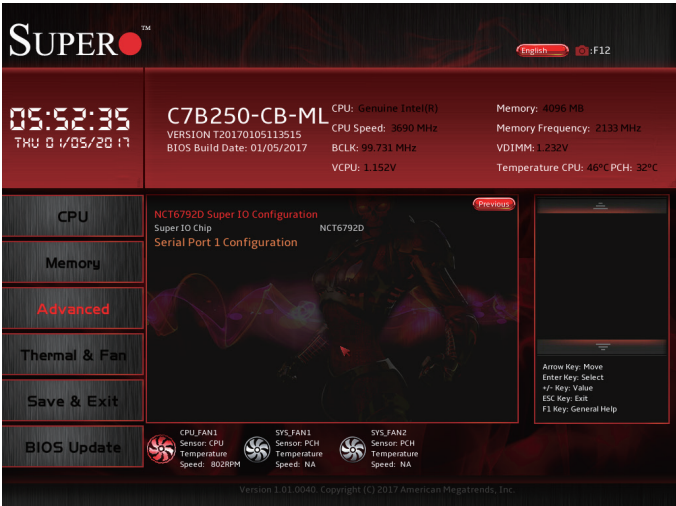 SUPER TM
English :F12
05:52:35
THU 01/05/2017
C7B250-CB-ML
VERSION T20170105113515
BIOS Build Date: 01/05/2017
CPU: Genuine Intel(R)
CPU Speed: 3690 MHz
BCLK: 99.731 MHz
VCPU: 1.152V
Memory: 4096 MB
Memory Frequency: 2133 MHz
VDIMM: 1.232V
Temperature CPU: 46°C PCH: 32°C
CPU
Memory
Advanced
Thermal & Fan
Save & Exit
BIOS Update
Previous
NCT6792D Super IO Configuration
Super IO Chip NCT6792D
Serial Port 1 Configuration
Arrow Key: Move
Enter Key: Select
+/- Key: Value
ESC Key: Exit
F1 Key: General Help
CPU_FAN1
Sensor: CPU
Temperature
Speed: 802RPM
SYS_FAN1
Sensor: PCH
Temperature
Speed: NA
SYS_FAN2
Sensor: PCH
Temperature
Speed: NA
Version 1.01.0040. Copyright (C) 2017 American Megatrends, Inc.